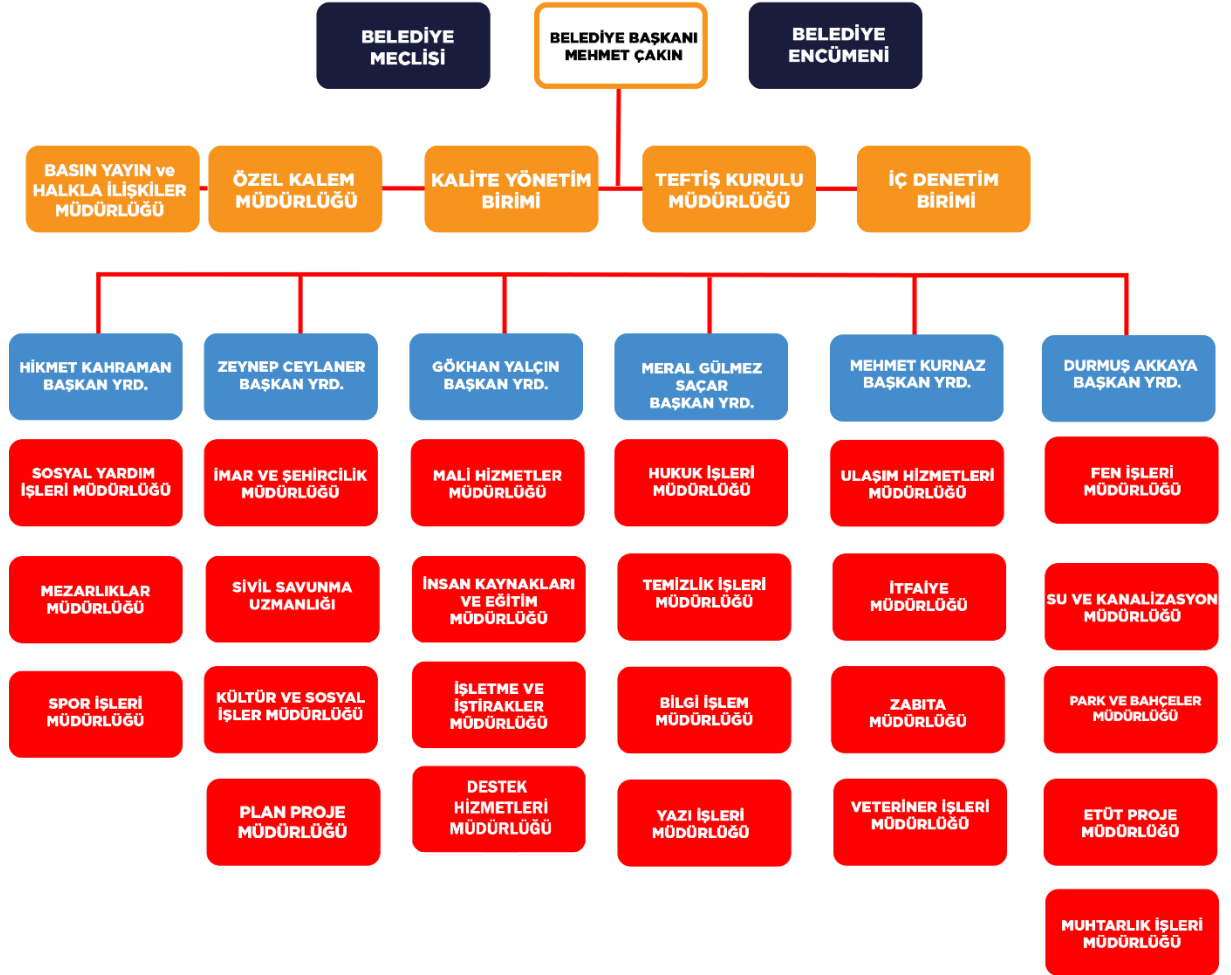 BELEDİYE
MECLİSİ
BELEDİYE BAŞKANI
MEHMET ÇAKIN
BELEDİYE
ENCÜMENİ
BASIN YAYIN ve
HALKLA İLİŞKİLER
MÜDÜRLÜĞÜ
ÖZEL KALEM
MÜDÜRLÜĞÜ
KALİTE YÖNETİM
BİRİMİ
TEFTİŞ KURULU
MÜDÜRLÜĞÜ
İÇ DENETİM
BİRİMİ
HİKMET KAHRAMAN
BAŞKAN YRD.
ZEYNEP CEYLANER
BAŞKAN YRD.
GÖKHAN YALÇIN
BAŞKAN YRD.
MERAL GÜLMEZ
SAÇAR
BAŞKAN YRD.
MEHMET KURNAZ
BAŞKAN YRD.
DURMUŞ AKKAYA
BAŞKAN YRD.
SOSYAL YARDIM
İŞLERİ MÜDÜRLÜĞÜ
İMAR VE ŞEHİRCİLİK
MÜDÜRLÜĞÜ
MALİ HİZMETLER
MÜDÜRLÜĞÜ
HUKUK İŞLERİ
MÜDÜRLÜĞÜ
ULAŞIM HİZMETLERİ
MÜDÜRLÜĞÜ
FEN İŞLERİ
MÜDÜRLÜĞÜ
MEZARLIKLAR
MÜDÜRLÜĞÜ
SİVİL SAVUNMA
UZMANLIĞI
İNSAN KAYNAKLARI
VE EĞİTİM
MÜDÜRLÜĞÜ
TEMİZLİK İŞLERİ
MÜDÜRLÜĞÜ
İTFAİYE
MÜDÜRLÜĞÜ
SU VE KANALİZASYON
MÜDÜRLÜĞÜ
SPOR İŞLERİ
MÜDÜRLÜĞÜ
KÜLTÜR VE SOSYAL
İŞLER MÜDÜRLÜĞÜ
İŞLETME VE
İŞTİRAKLER
MÜDÜRLÜĞÜ
BİLGİ İŞLEM
MÜDÜRLÜĞÜ
ZABITA
MÜDÜRLÜĞÜ
PARK VE BAHÇELER
MÜDÜRLÜĞÜ
PLAN PROJE
MÜDÜRLÜĞÜ
DESTEK
HİZMETLERİ
MÜDÜRLÜĞÜ
YAZI İŞLERİ
MÜDÜRLÜĞÜ
VETERİNER İŞLERİ
MÜDÜRLÜĞÜ
ETÜT PROJE
MÜDÜRLÜĞÜ
MUHTARLIK İŞLERİ
MÜDÜRLÜĞÜ